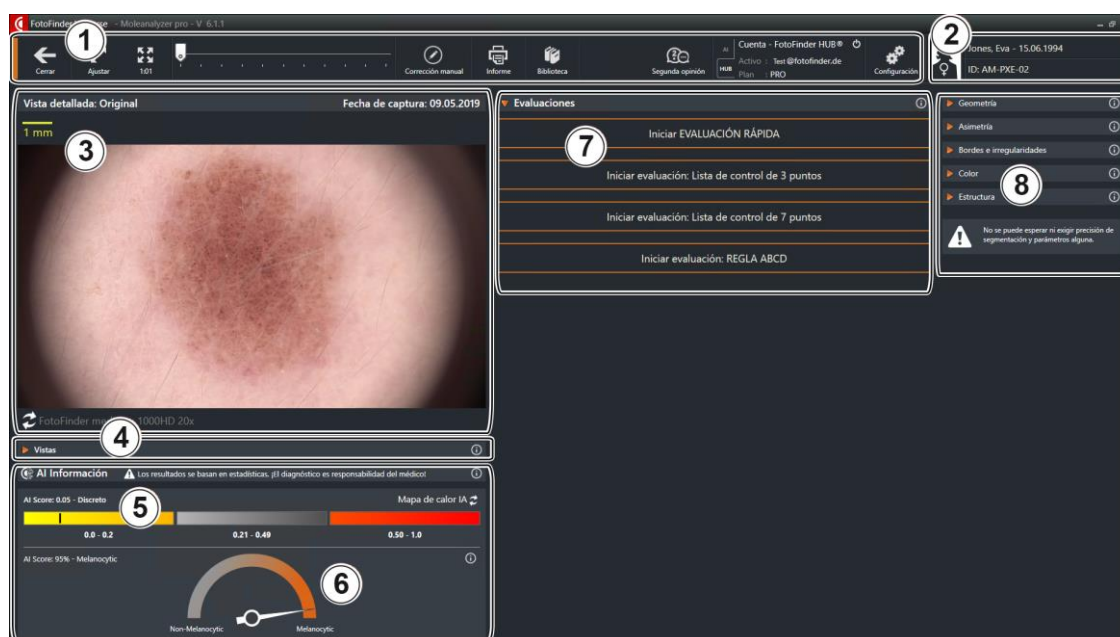 FotoFinder - Moleanalyzer pro - V 6.1.1
1
Cerrar
Ajustar
1:01
Corrección manual
Informe
Biblioteca
Segunda opinión
AI
HUB
Cuenta - FotoFinder HUB®
Activo : Test@fotofinder.de
Plan : PRO
Configuración
2
Jones, Eva - 15.06.1994
ID: AM-PXE-02
Vista detallada: Original
Fecha de captura: 09.05.2019
1 mm
3
FotoFinder 1000HD 20x
4
Vistas
AI Información
Los resultados se basan en estadísticas. ¡El diagnóstico es responsabilidad del médico!
AI Score: 0.05 - Discreto
5
Mapa de calor IA
0.0 - 0.2
0.21 - 0.49
0.50 - 1.0
AI Score: 95% - Melanocytic
6
Non-Melanocytic
Melanocytic
Evaluaciones
Iniciar EVALUACIÓN RÁPIDA
7
Iniciar evaluación: Lista de control de 3 puntos
Iniciar evaluación: Lista de control de 7 puntos
Iniciar evaluación: REGLA ABCD
Geometría
Asimetría
Bordes e irregularidades
Color
8
Estructura
No se puede esperar ni exigir precisión de
segmentación y parámetros alguna.